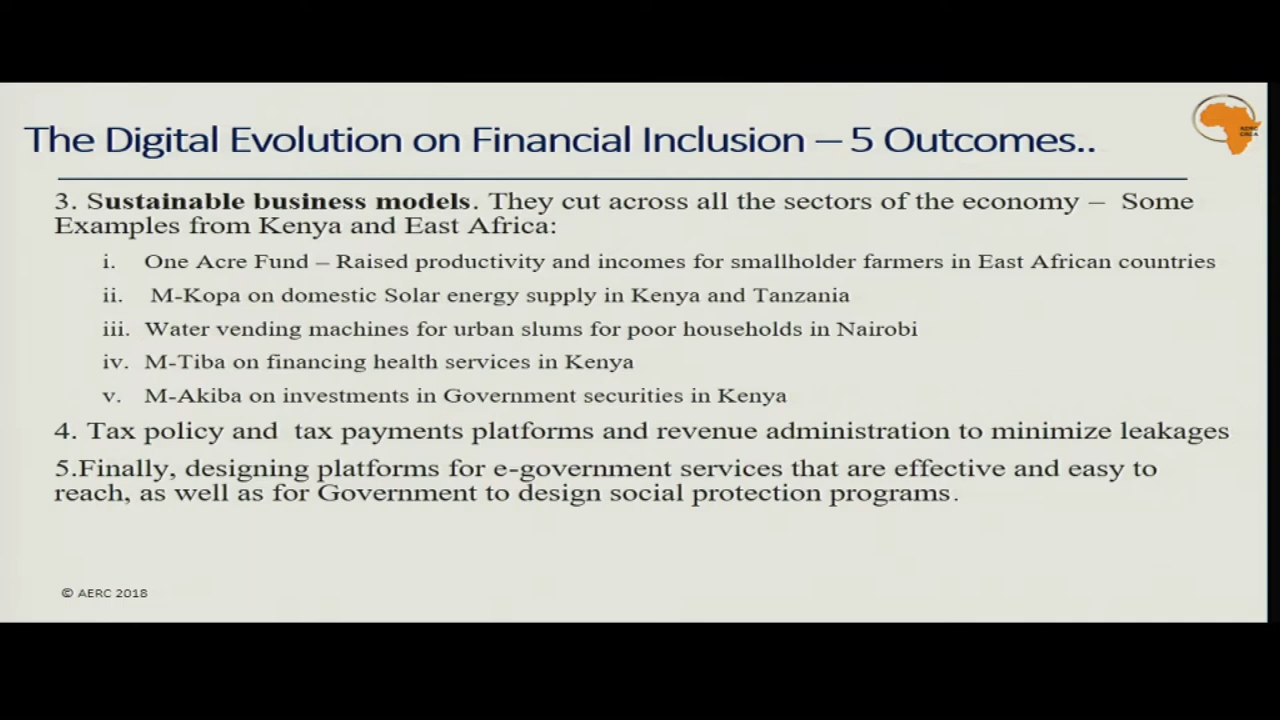 The Digital Evolution on Financial Inclusion – 5 Outcomes..
AERC
CREA
3. Sustainable business models. They cut across all the sectors of the economy – Some
Examples from Kenya and East Africa:
i. One Acre Fund – Raised productivity and incomes for smallholder farmers in East African countries
ii. M-Kopa on domestic Solar energy supply in Kenya and Tanzania
iii. Water vending machines for urban slums for poor households in Nairobi
iv. M-Tiba on financing health services in Kenya
v. M-Akiba on investments in Government securities in Kenya
4. Tax policy and tax payments platforms and revenue administration to minimize leakages
5.Finally, designing platforms for e-government services that are effective and easy to
reach, as well as for Government to design social protection programs.
© AERC 2018